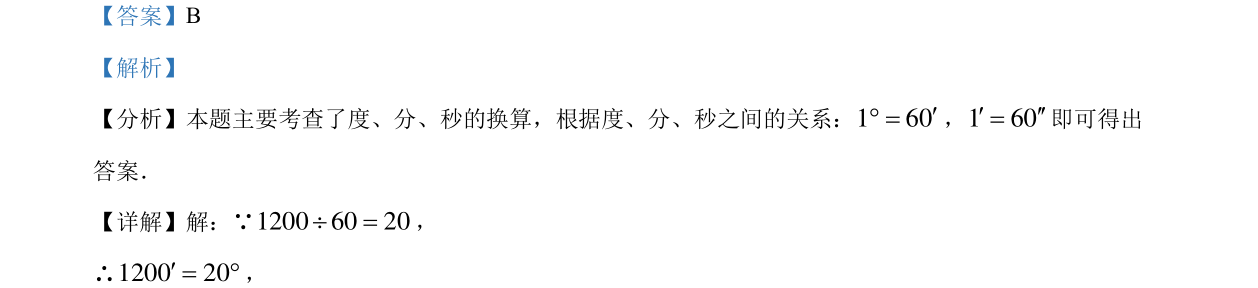 【答案】B
【解析】
【分析】本题主要考查了度、分、秒的换算，根据度、分、秒之间的关系：1°＝60′，1′＝60″即可得出
答案．
【详解】解：∵1200÷60＝20，
∴1200′＝20°，